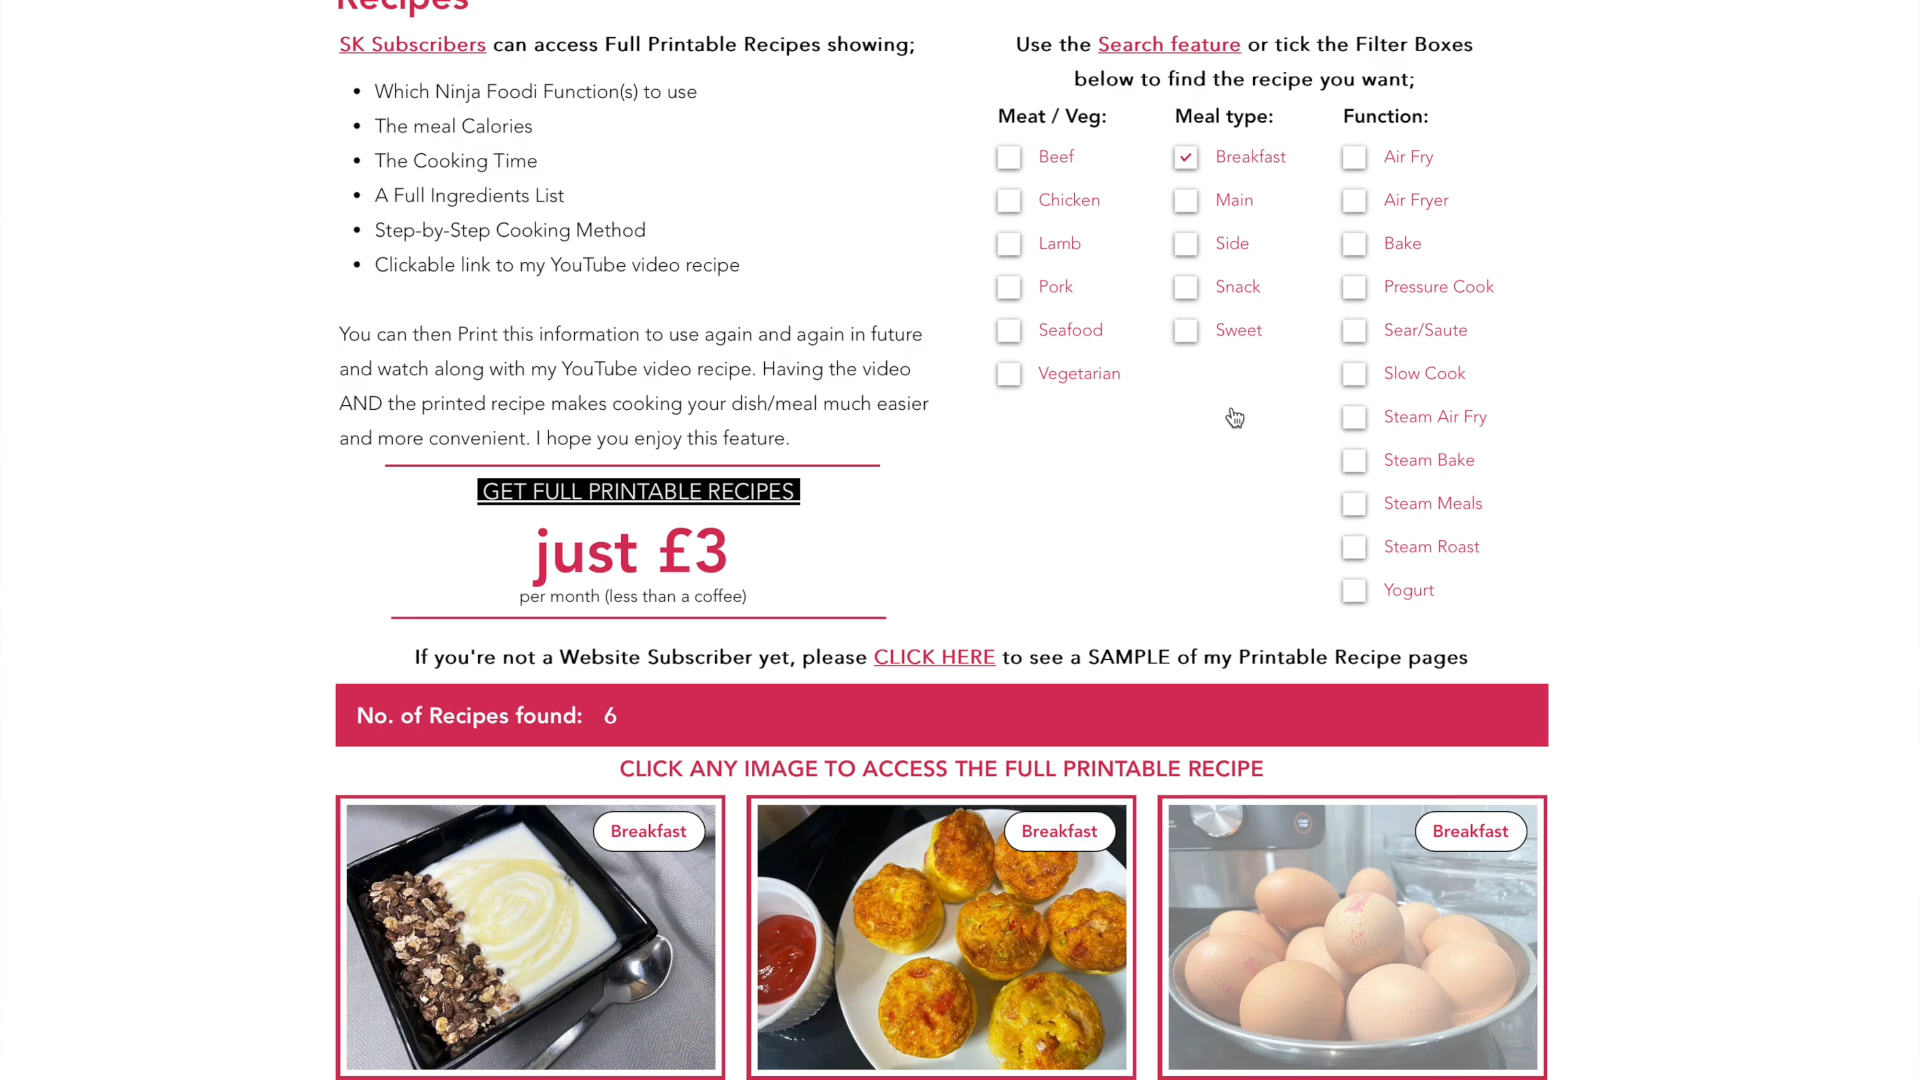 Recipes
SK Subscribers can access Full Printable Recipes showing;
Which Ninja Foodi Function(s) to use
The meal Calories
The Cooking Time
A Full Ingredients List
Step-by-Step Cooking Method
Clickable link to my YouTube video recipe
You can then Print this information to use again and again in future
and watch along with my YouTube video recipe. Having the video
AND the printed recipe makes cooking your dish/meal much easier
and more convenient. I hope you enjoy this feature.
GET FULL PRINTABLE RECIPES
just £3
per month (less than a coffee)
Use the Search feature or tick the Filter Boxes
below to find the recipe you want;
Meat / Veg:
Beef
Chicken
Lamb
Pork
Seafood
Vegetarian
Meal type:
Breakfast
Main
Side
Snack
Sweet
Function:
Air Fry
Air Fryer
Bake
Pressure Cook
Sear/Saute
Slow Cook
Steam Air Fry
Steam Bake
Steam Meals
Steam Roast
Yogurt
If you're not a Website Subscriber yet, please CLICK HERE to see a SAMPLE of my Printable Recipe pages
No. of Recipes found: 6
CLICK ANY IMAGE TO ACCESS THE FULL PRINTABLE RECIPE
Breakfast
Breakfast
Breakfast